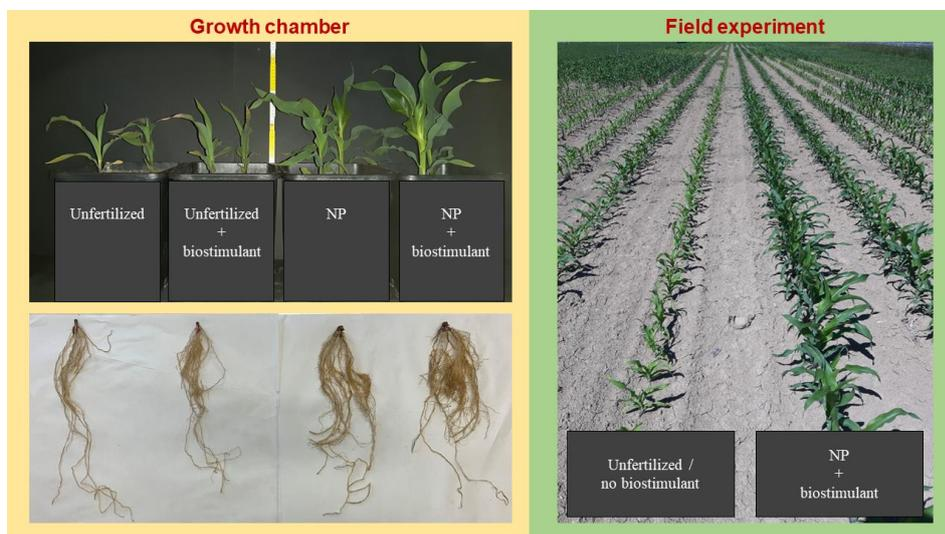 Growth chamber
Unfertilized
Unfertilized
+
biostimulant
NP
NP
+
biostimulant
Field experiment
Unfertilized /
no biostimulant
NP
+
biostimulant